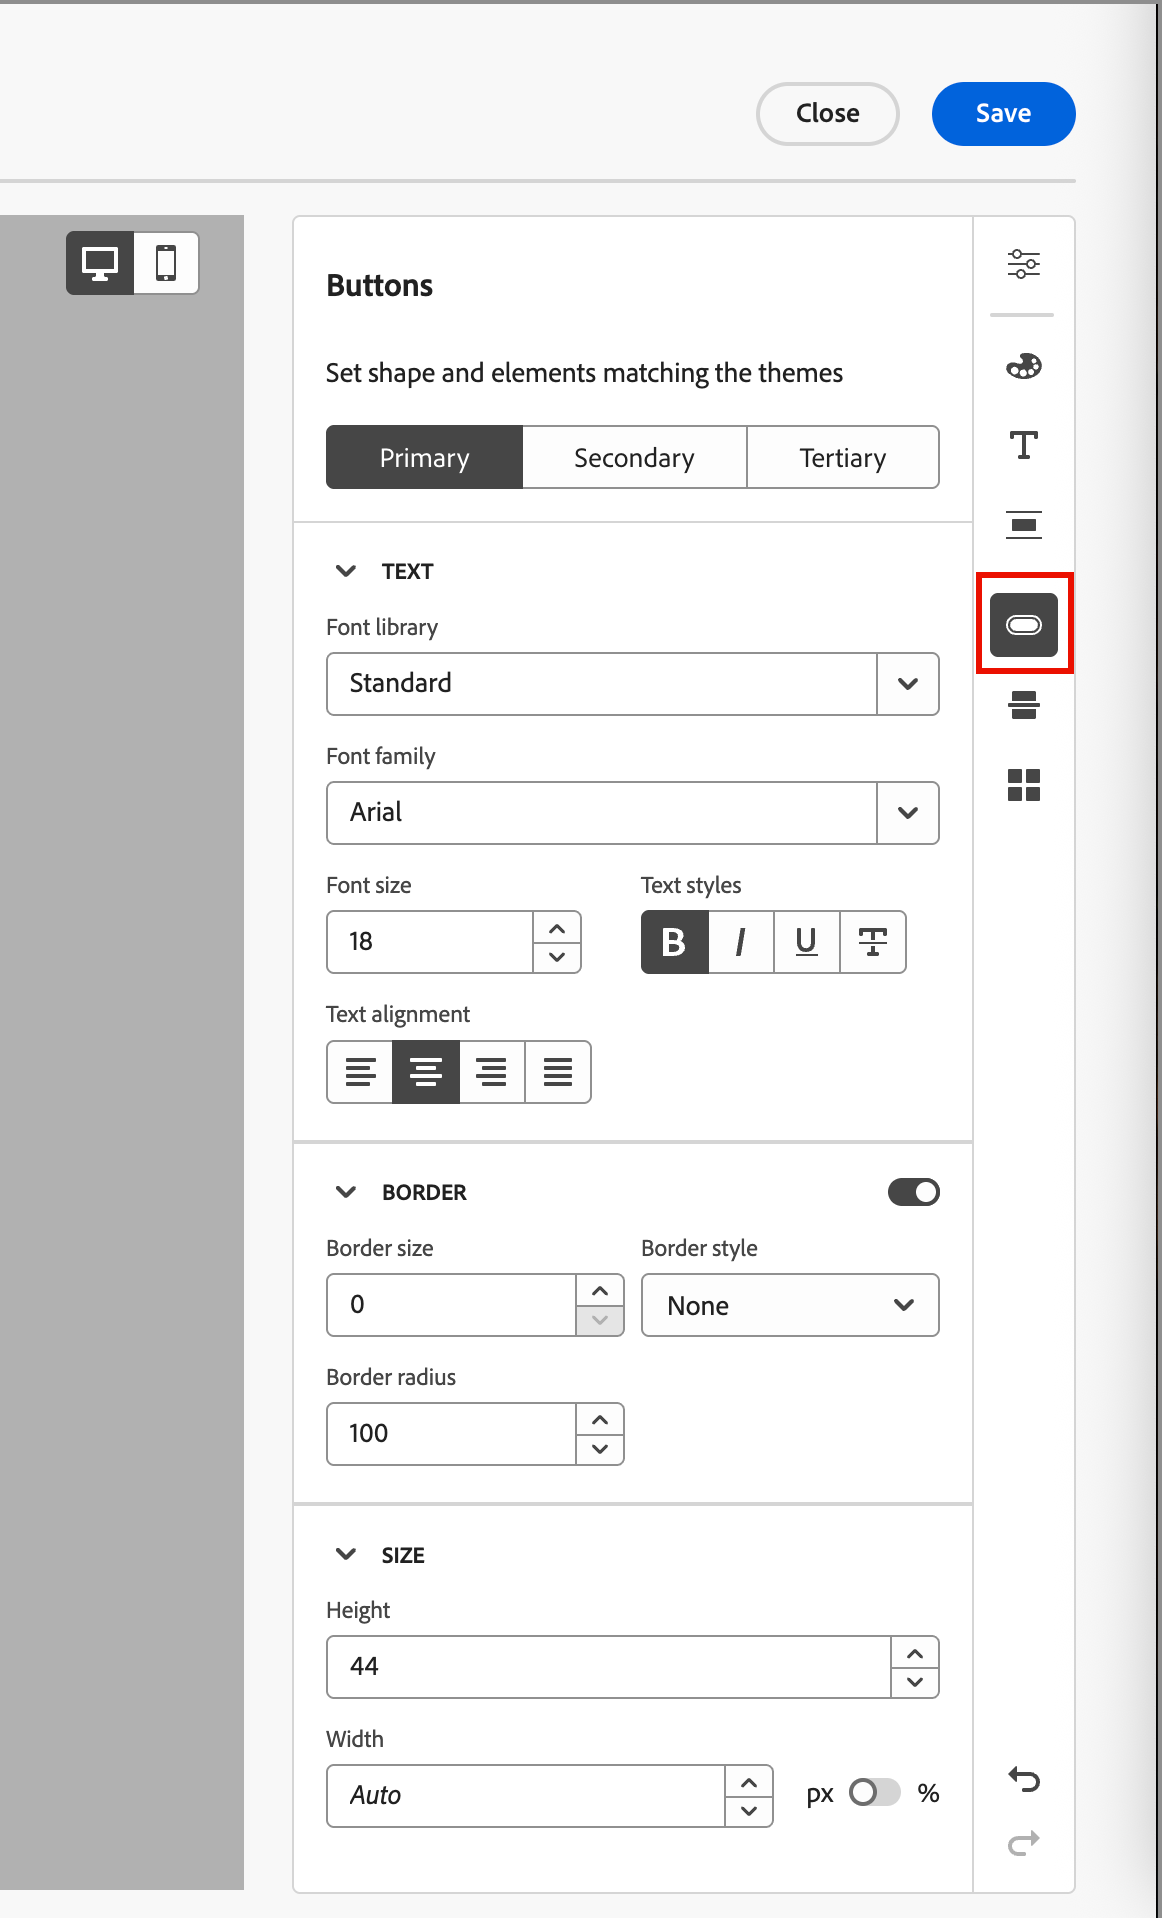 Close Save
Buttons
Set shape and elements matching the themes
Primary Secondary Tertiary
TEXT
Font library
Standard
Font family
Arial
Font size Text styles
18 B I U T
Text alignment
BORDER
Border size Border style
0 None
Border radius
100
SIZE
Height
44
Width
Auto px %